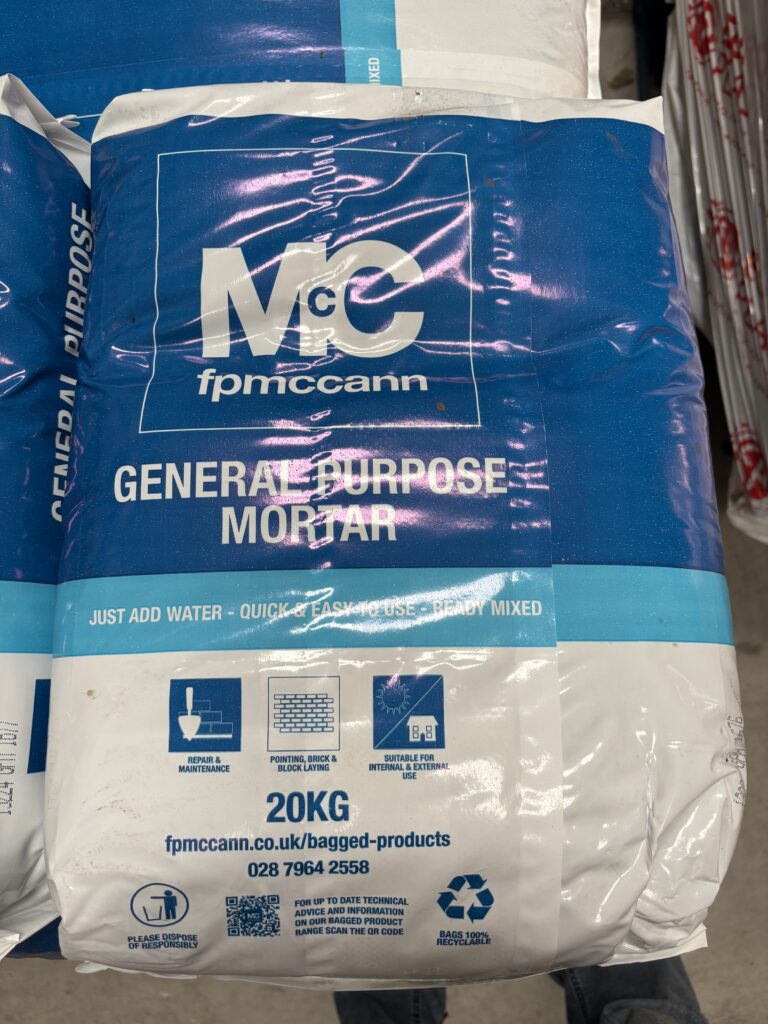 IXED
GENERAL PURPOSE
McC
fpmccann
GENERAL PURPOSE
MORTAR
JUST ADD WATER - QUICK & EASY TO USE - READY MIXED
REPAIR &
MAINTENANCE
POINTING, BRICK &
BLOCK LAYING
SUITABLE FOR
INTERNAL & EXTERNAL
USE
20KG
fpmccann.co.uk/bagged-products
028 7964 2558
PLEASE DISPOSE
OF RESPONSIBLY
McC
FOR UP TO DATE TECHNICAL
ADVICE AND INFORMATION
ON OUR BAGGED PRODUCT
RANGE SCAN THE QR CODE
BAGS 100%
RECYCLABLE